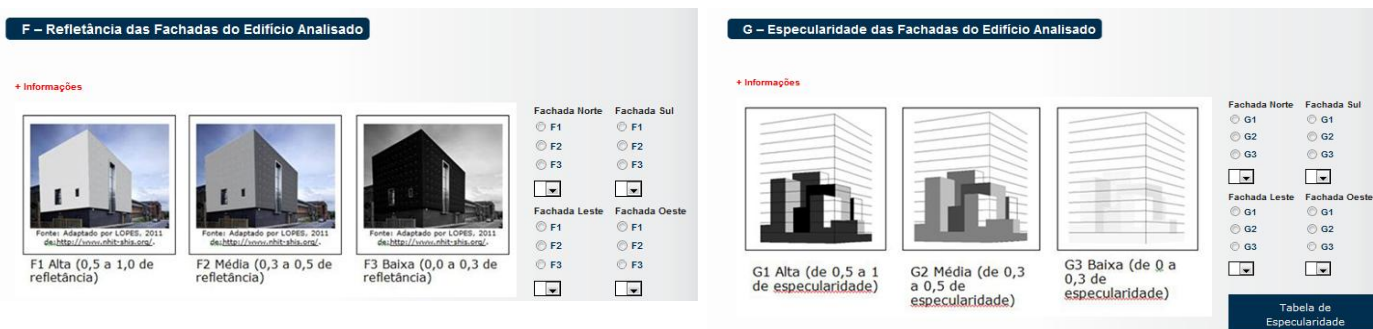 F – Refletância das Fachadas do Edifício Analisado
+ Informações
Fonte: Adaptado por LOPES, 2011
de:http://www.nhit-shis.org/.
F1 Alta (0,5 a 1,0 de
refletância)
Fonte: Adaptado por LOPES, 2011
de:http://www.nhit-shis.org/.
F2 Média (0,3 a 0,5 de
refletância)
Fonte: Adaptado por LOPES, 2011
de:http://www.nhit-shis.org/.
F3 Baixa (0,0 a 0,3 de
refletância)
Fachada Norte
F1
F2
F3
Fachada Sul
F1
F2
F3
Fachada Leste
F1
F2
F3
Fachada Oeste
F1
F2
F3
G – Especularidade das Fachadas do Edifício Analisado
+ Informações
G1 Alta (de 0,5 a 1
de especularidade)
G2 Média (de 0,3
a 0,5 de
especularidade)
G3 Baixa (de 0 a
0,3 de
especularidade)
Fachada Norte
G1
G2
G3
Fachada Sul
G1
G2
G3
Fachada Leste
G1
G2
G3
Fachada Oeste
G1
G2
G3
Tabela de
Especularidade